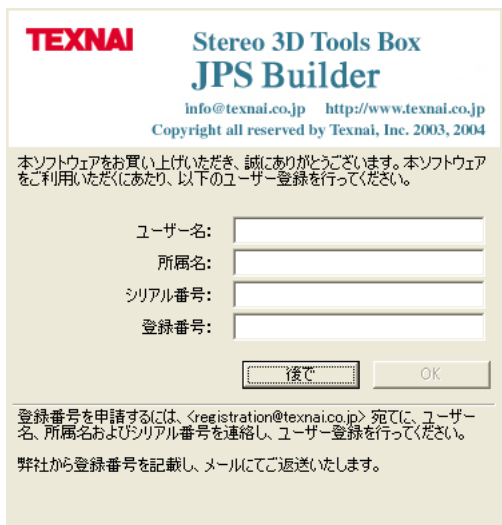 TEXNAI
Stereo 3D Tools Box
JPS Builder
info@texnai.co.jp http://www.texnai.co.jp
Copyright all reserved by Texnai, Inc. 2003, 2004
本ソフトウェアをお買い上げいただき、誠にありがとうございます。本ソフトウェア
をご利用いただくにあたり、以下のユーザー登録を行ってください。
ユーザー名:
所属名:
シリアル番号:
登録番号:
後で OK
登録番号を申請するには、<registration@texnai.co.jp> 宛てに、ユーザー
名、所属名およびシリアル番号を連絡し、ユーザー登録を行ってください。
弊社から登録番号を記載し、メールにてご返送いたします。